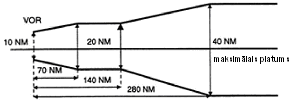 VOR
10 NM
20 NM
40 NM
maksimālais platums
70 NM
140 NM
280 NM